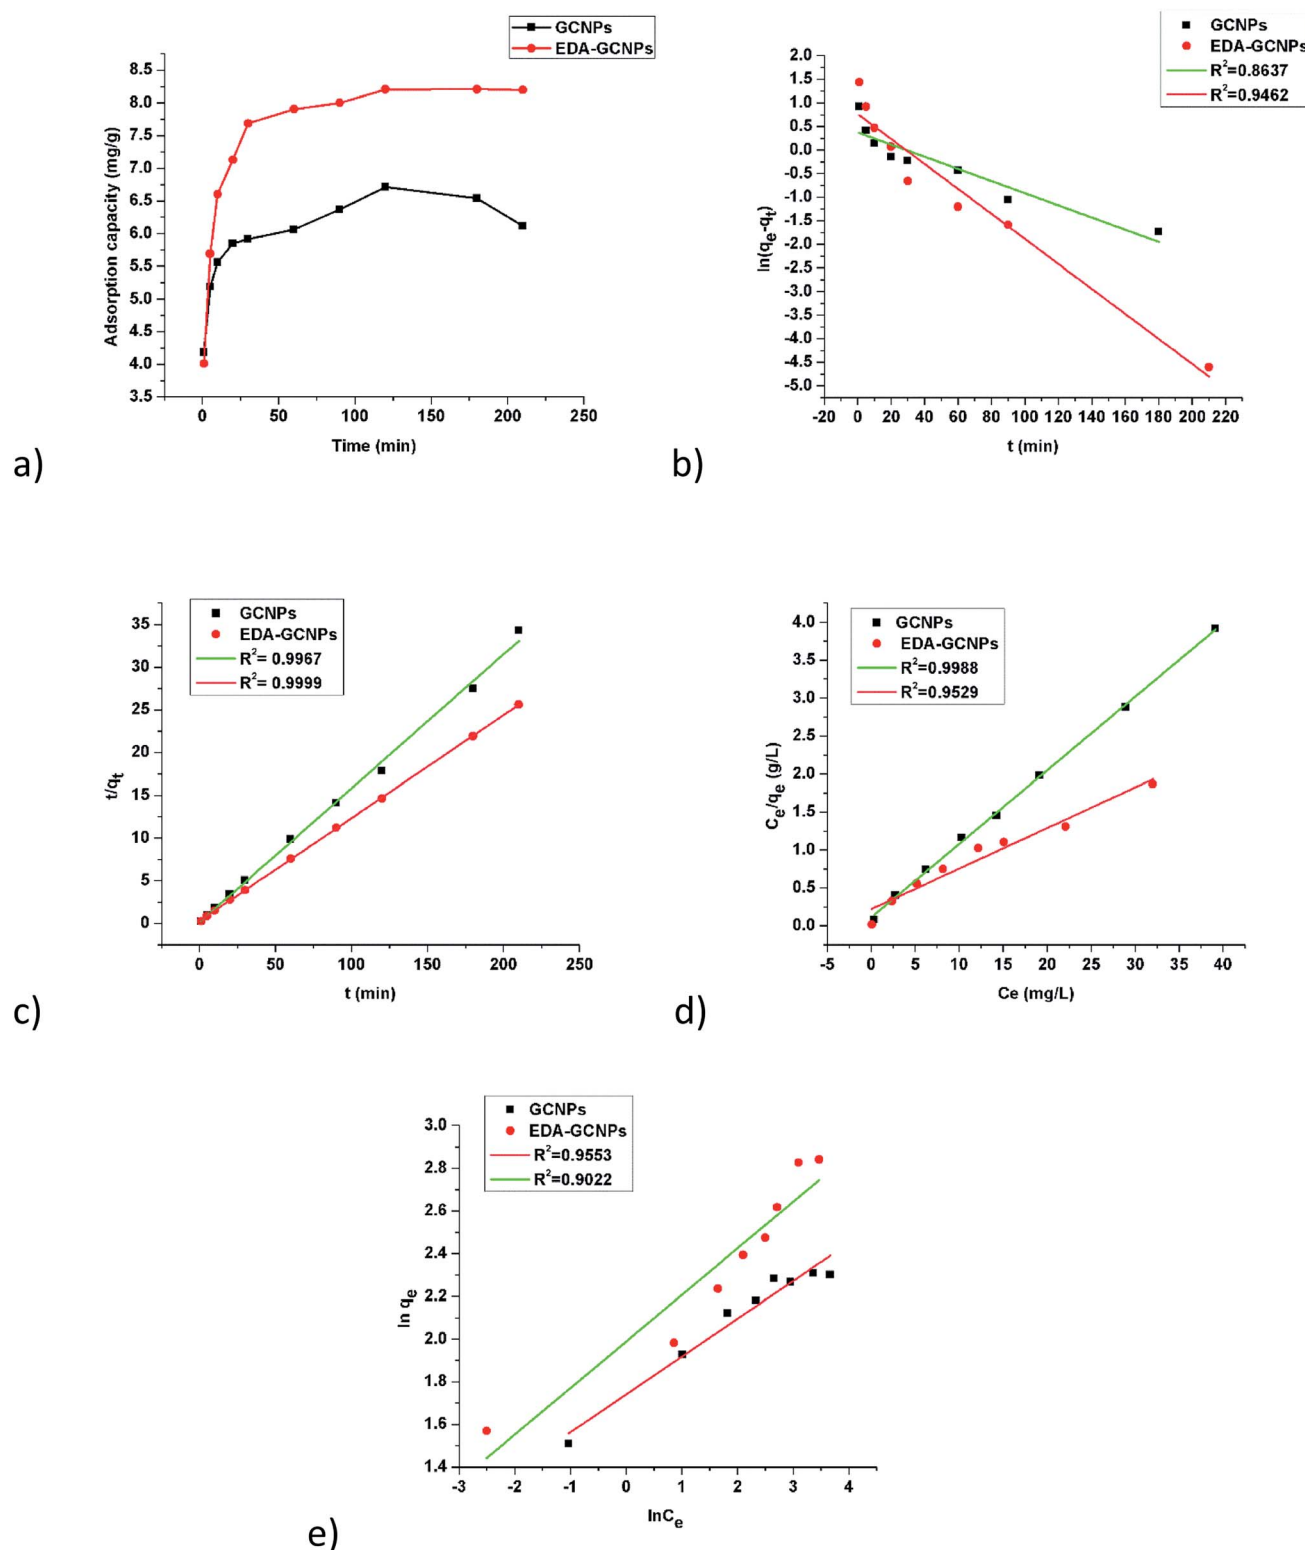 GCNPs
EDA-GCNPs
8.5
8.0
7.5
7.0
6.5
6.0
5.5
5.0
4.5
4.0
3.5
Adsorption capacity (mg/g)
0 50 100 150 200 250
Time (min)
a)
GCNPs
EDA-GCNPs
R²=0.8637
R²=0.9462
2.0
1.5
1.0
0.5
0.0
-0.5
-1.0
-1.5
-2.0
-2.5
-3.0
-3.5
-4.0
-4.5
-5.0
ln(qₑ-qₜ)
-20 0 20 40 60 80 100 120 140 160 180 200 220
t (min)
b)
GCNPs
EDA-GCNPs
R²= 0.9967
R²= 0.9999
35
30
25
20
15
10
5
0
t/qₜ
0 50 100 150 200 250
t (min)
c)
GCNPs
EDA-GCNPs
R²=0.9988
R²=0.9529
4.0
3.5
3.0
2.5
2.0
1.5
1.0
0.5
0.0
Cₑ/qₑ (g/L)
-5 0 5 10 15 20 25 30 35 40
Ce (mg/L)
d)
GCNPs
EDA-GCNPs
R²=0.9553
R²=0.9022
3.0
2.8
2.6
2.4
2.2
2.0
1.8
1.6
1.4
ln qₑ
-3 -2 -1 0 1 2 3 4
lnCₑ
e)